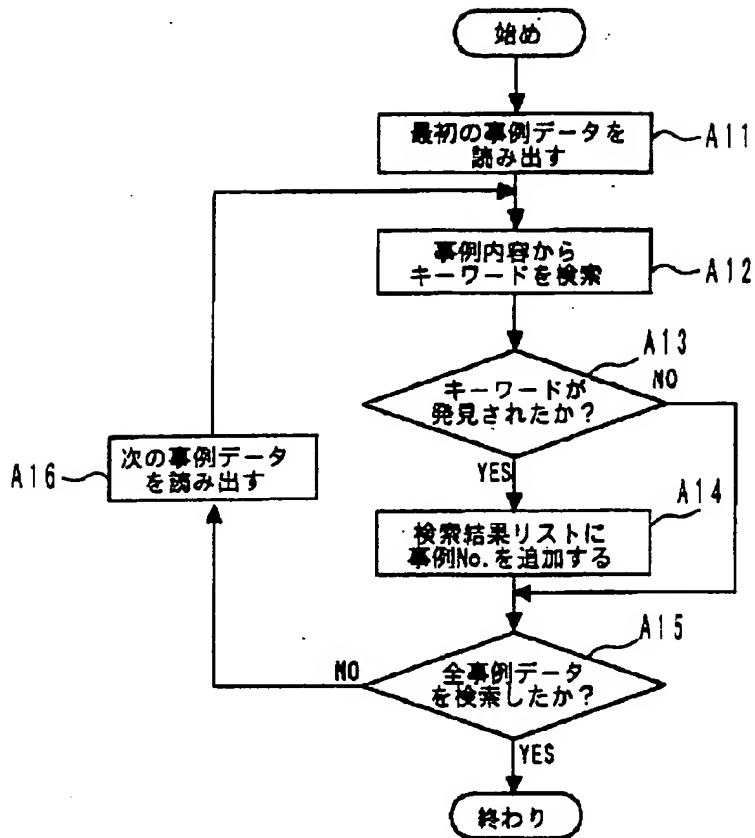 始め
最初の事例データを
読み出す
A11
事例内容から
キーワードを検索
A12
A13
キーワードが
発見されたか?
NO
YES
A14
検索結果リストに
事例No.を追加する
A15
全事例データ
を検索したか?
NO
YES
A16
次の事例データ
を読み出す
終わり